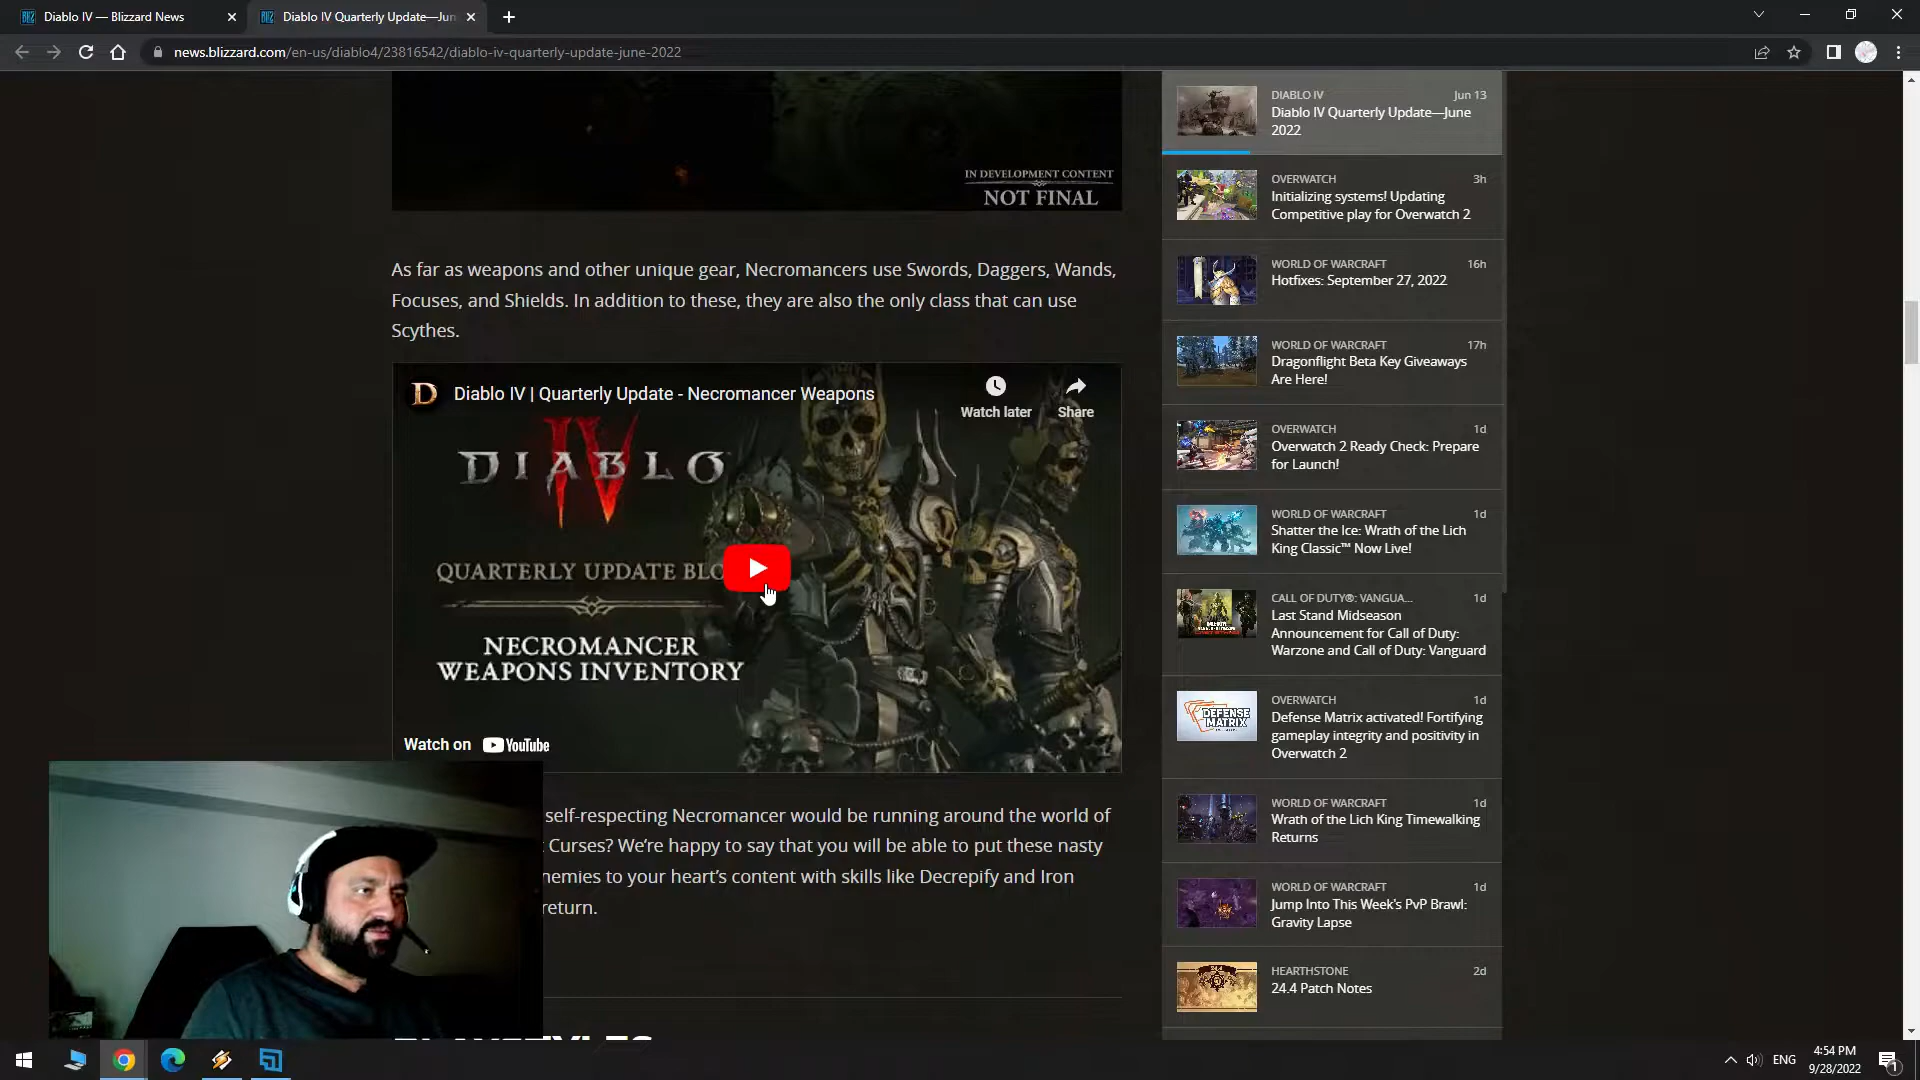 Diablo IV — Blizzard News
Diablo IV Quarterly Update—Jun
news.blizzard.com/en-us/diablo4/23816542/diablo-iv-quarterly-update-june-2022
IN DEVELOPMENT CONTENT
NOT FINAL
As far as weapons and other unique gear, Necromancers use Swords, Daggers, Wands,
Focuses, and Shields. In addition to these, they are also the only class that can use
Scythes.
Diablo IV | Quarterly Update - Necromancer Weapons
Watch later
Share
DIABLO
IV
QUARTERLY UPDATE BLO
NECROMANCER
WEAPONS INVENTORY
Watch on YouTube
self-respecting Necromancer would be running around the world of
Curses? We’re happy to say that you will be able to put these nasty
nemies to your heart’s content with skills like Decrepify and Iron
return.
DIABLO IV
Jun 13
Diablo IV Quarterly Update—June
2022
OVERWATCH
3h
Initializing systems! Updating
Competitive play for Overwatch 2
WORLD OF WARCRAFT
16h
Hotfixes: September 27, 2022
WORLD OF WARCRAFT
17h
Dragonflight Beta Key Giveaways
Are Here!
OVERWATCH
1d
Overwatch 2 Ready Check: Prepare
for Launch!
WORLD OF WARCRAFT
1d
Shatter the Ice: Wrath of the Lich
King Classic™ Now Live!
CALL OF DUTY®: VANGUA...
1d
Last Stand Midseason
Announcement for Call of Duty:
Warzone and Call of Duty: Vanguard
OVERWATCH
1d
DEFENSE
MATRIX
Defense Matrix activated! Fortifying
gameplay integrity and positivity in
Overwatch 2
WORLD OF WARCRAFT
1d
Wrath of the Lich King Timewalking
Returns
WORLD OF WARCRAFT
1d
Jump Into This Week's PvP Brawl:
Gravity Lapse
HEARTHSTONE
2d
24.4 Patch Notes
ENG
4:54 PM
9/28/2022
1